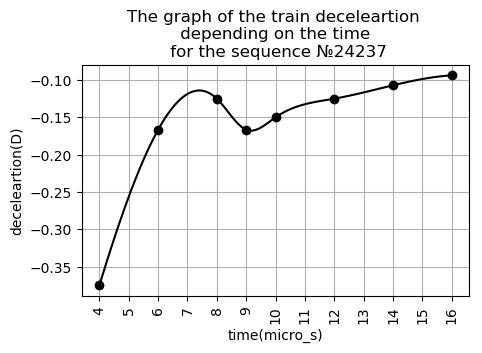 The graph of the train deceleartion
depending on the time
for the sequence №24237
deceleartion(D)
−0.10
−0.15
−0.20
−0.25
−0.30
−0.35
4 5 6 7 8 9 10 11 12 13 14 15 16
time(micro_s)